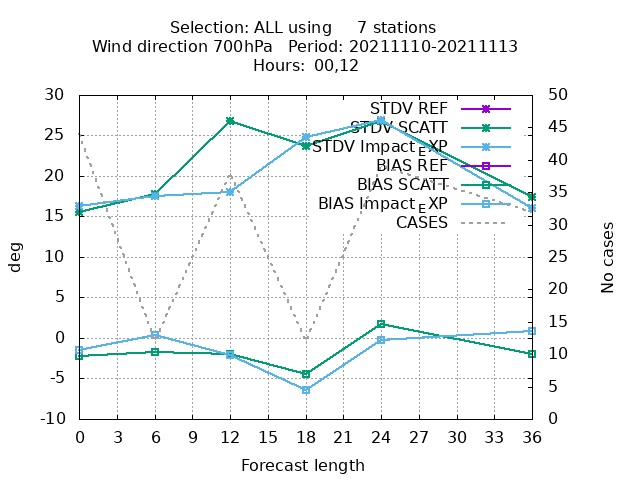 Selection: ALL using 7 stations
Wind direction 700hPa Period: 20211110-20211113
Hours: 00,12
30 50
25 45
20 40
15 35
10 30
5 25
0 20
-5 15
-10 10
5
0
deg
No cases
STDV REF
STDV SCATT
STDV Impact_EXP
BIAS REF
BIAS SCATT
BIAS Impact_EXP
CASES
0 3 6 9 12 15 18 21 24 27 30 33 36
Forecast length